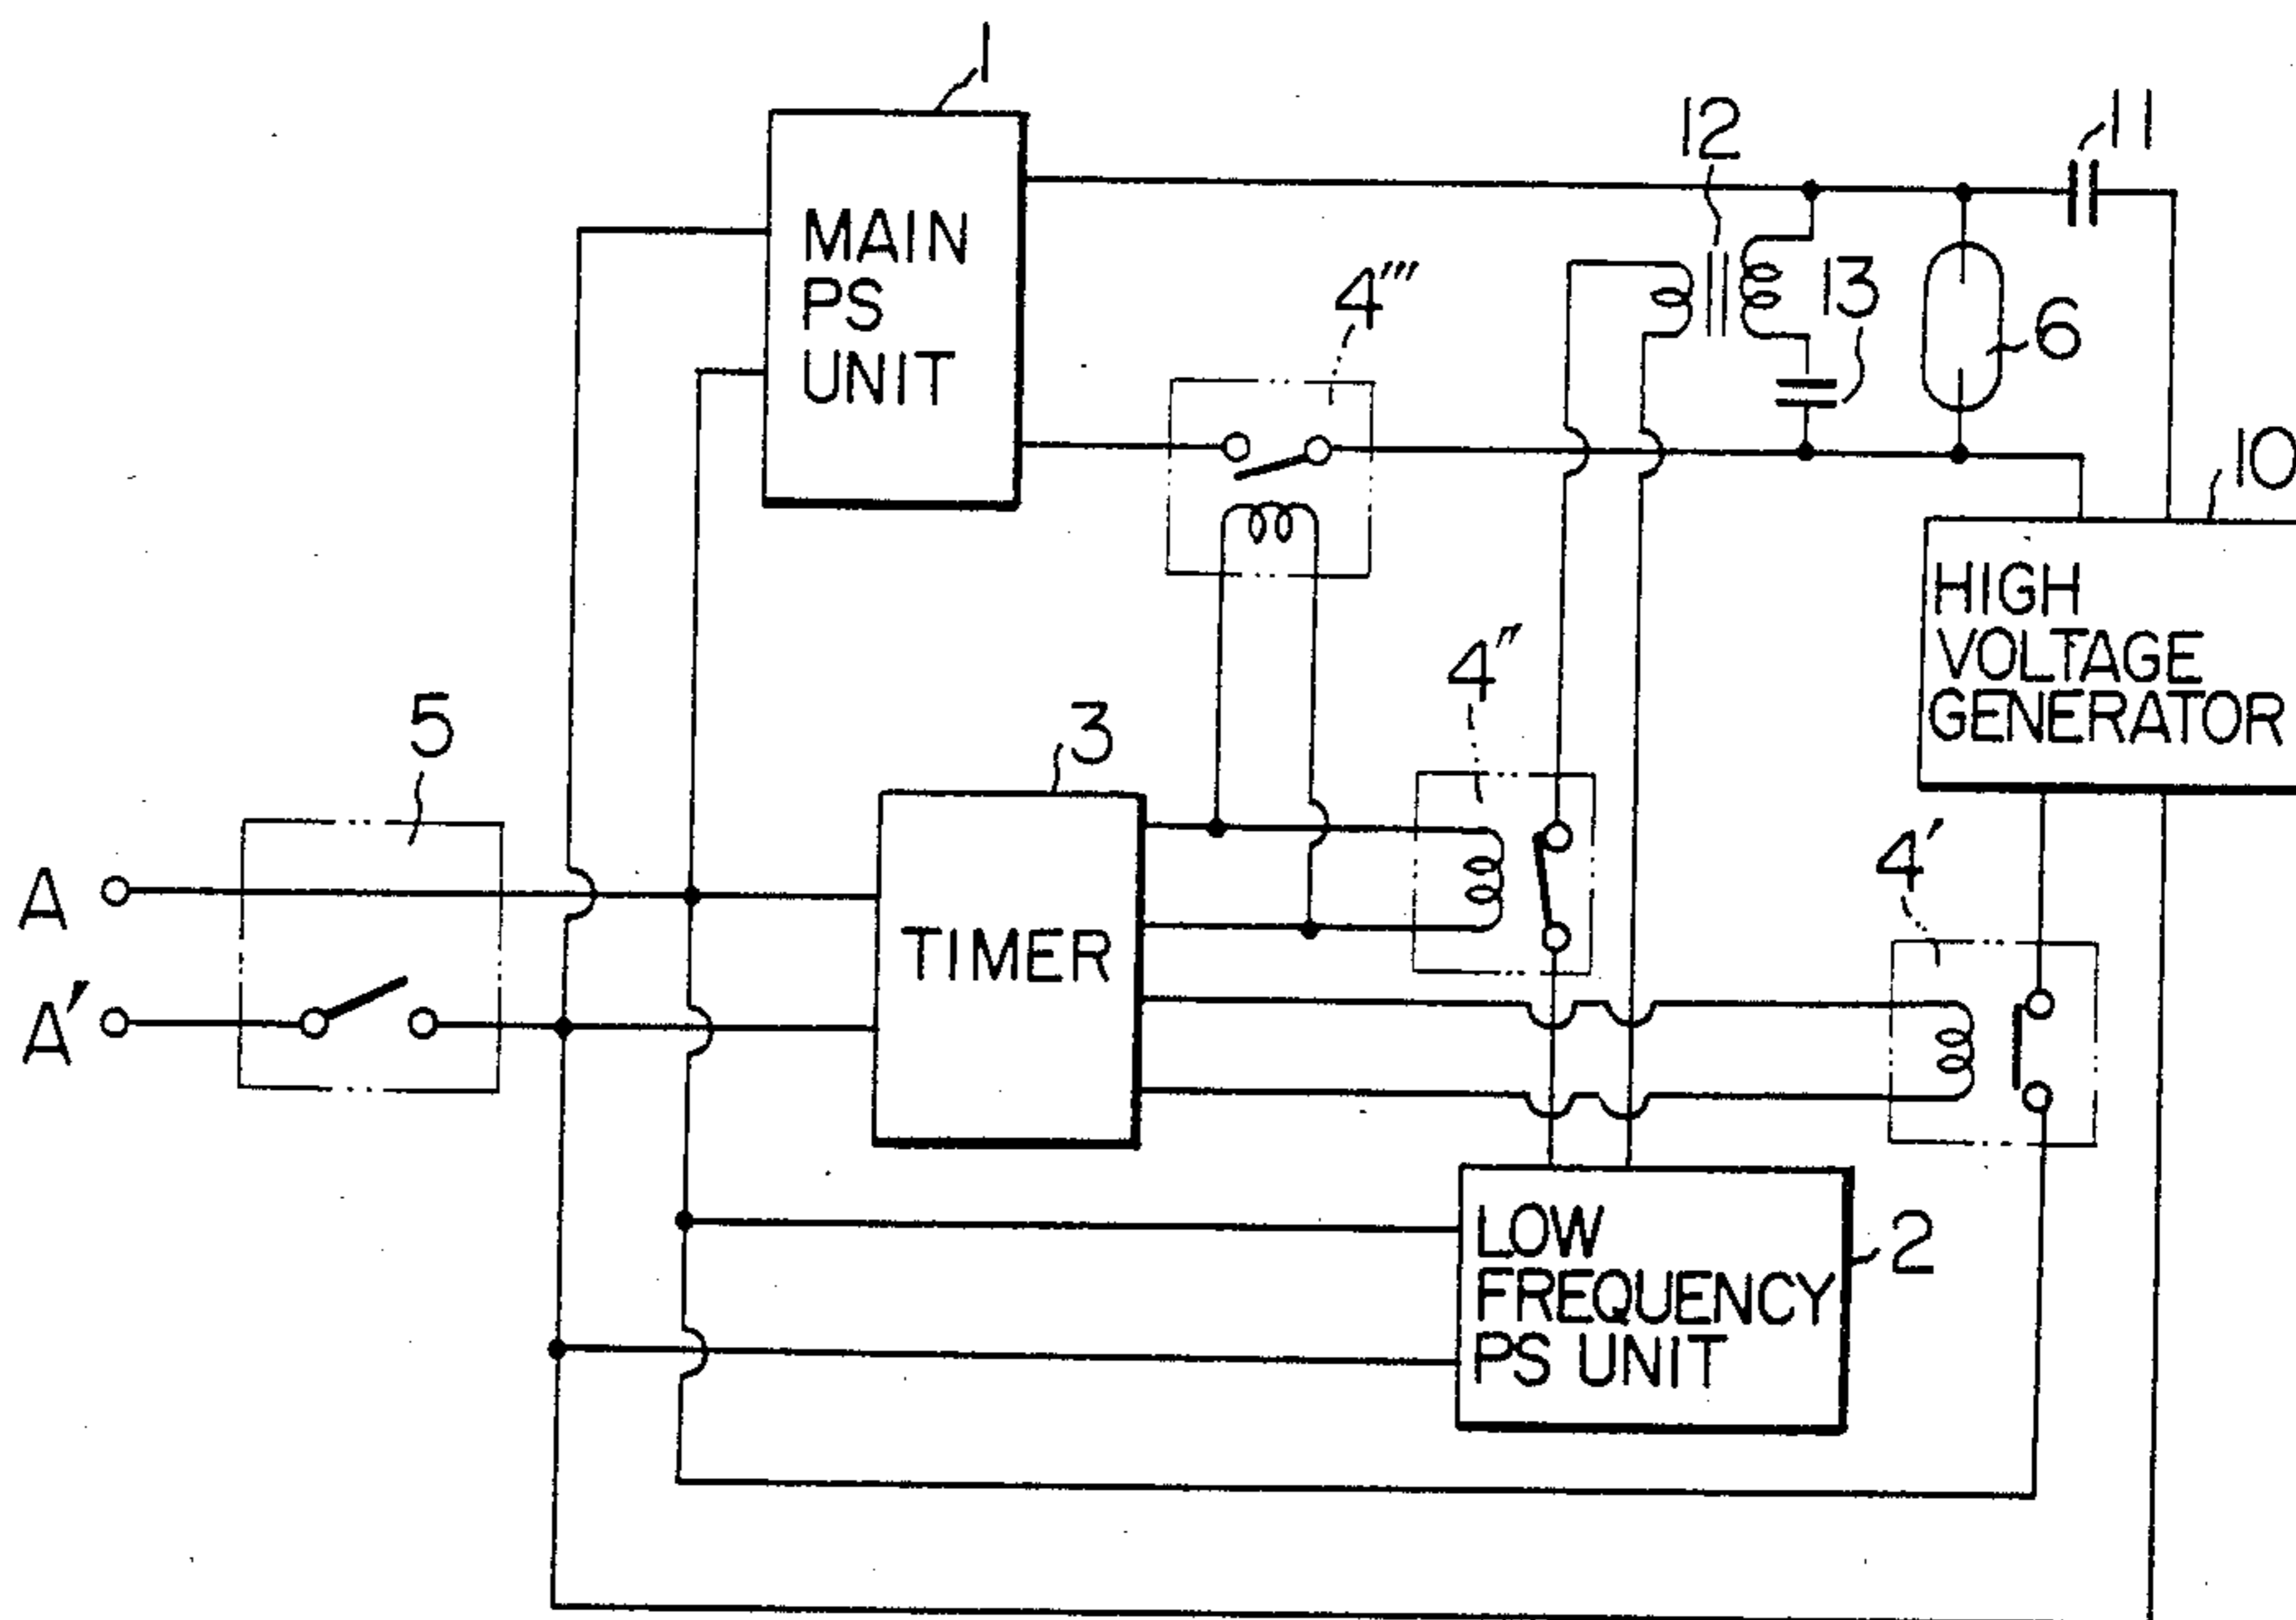 1
12
11
MAIN
PS
UNIT
4'''
13
6
10
HIGH
VOLTAGE
GENERATOR
4''
5
3
4'
A
TIMER
A'
LOW
FREQUENCY
PS UNIT
2